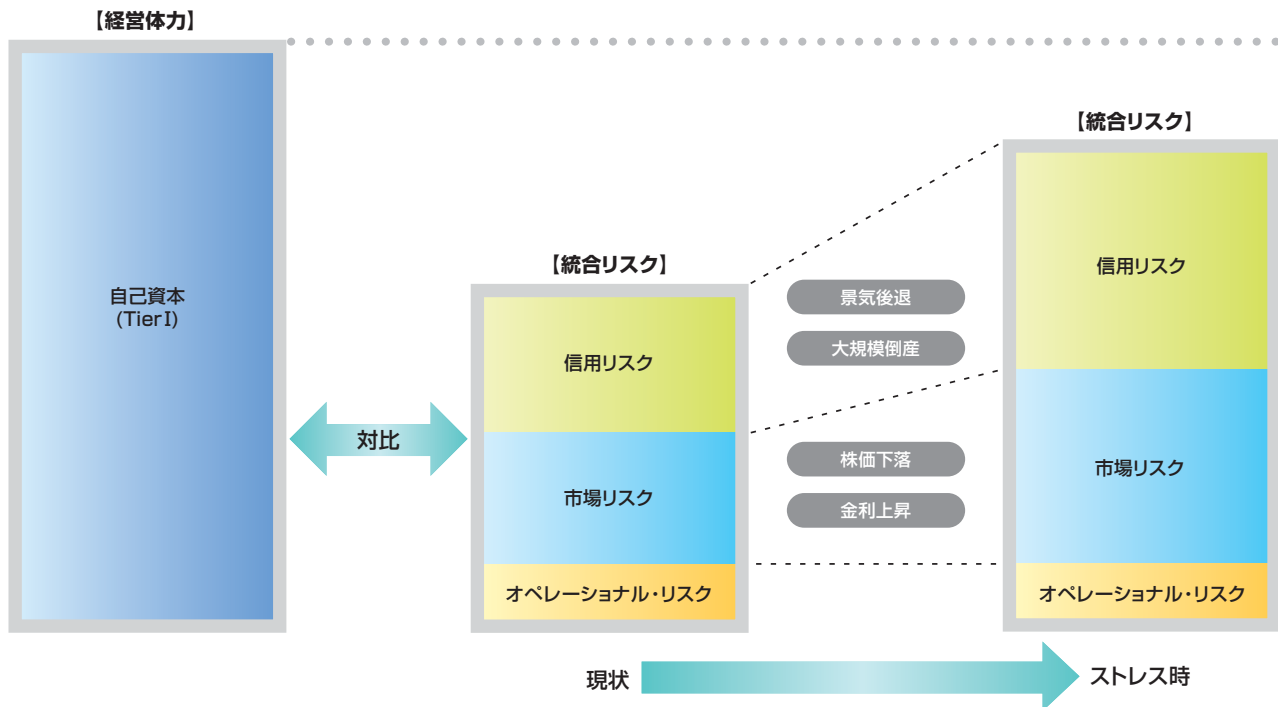 【経営体力】
自己資本
(TierⅠ)
対比
【統合リスク】
信用リスク
市場リスク
オペレーショナル・リスク
景気後退
大規模倒産
株価下落
金利上昇
【統合リスク】
信用リスク
市場リスク
オペレーショナル・リスク
現状
ストレス時